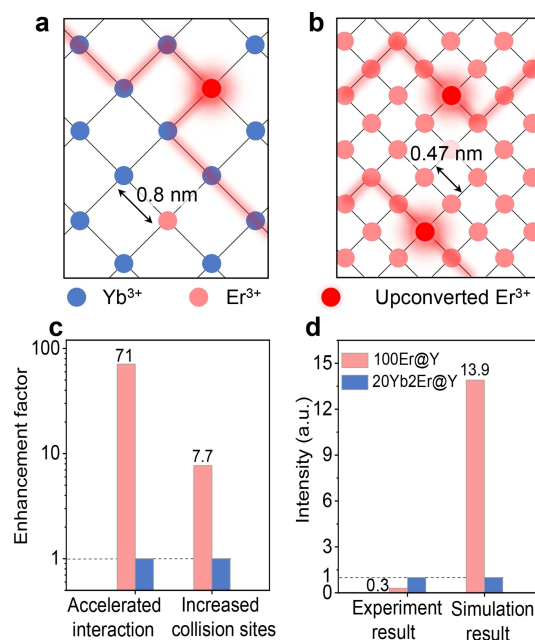 a
b
0.8 nm
0.47 nm
Yb³⁺
Er³⁺
Upconverted Er³⁺
c
Enhancement factor
100
10
1
71
7.7
Accelerated
interaction
Increased
collision sites
d
Intensity (a.u.)
15
12
9
6
3
1
0
100Er@Y
20Yb2Er@Y
13.9
0.3
Experiment
result
Simulation
result